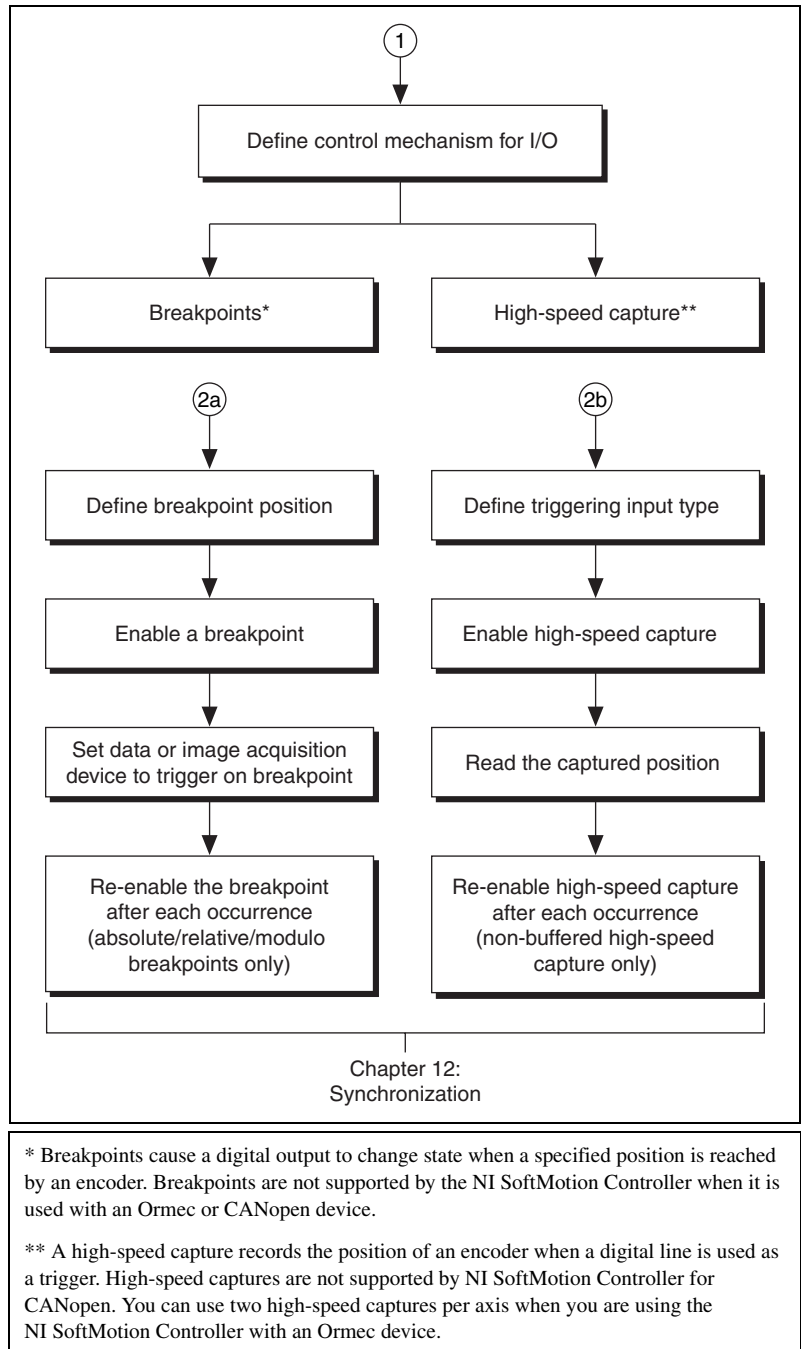 1
Define control mechanism for I/O
Breakpoints*
High-speed capture**
2a
2b
Define breakpoint position
Define triggering input type
Enable a breakpoint
Enable high-speed capture
Set data or image acquisition
device to trigger on breakpoint
Read the captured position
Re-enable the breakpoint
after each occurrence
(absolute/relative/modulo
breakpoints only)
Re-enable high-speed capture
after each occurrence
(non-buffered high-speed
capture only)
Chapter 12:
Synchronization
* Breakpoints cause a digital output to change state when a specified position is reached
by an encoder. Breakpoints are not supported by the NI SoftMotion Controller when it is
used with an Ormec or CANopen device.
** A high-speed capture records the position of an encoder when a digital line is used as
a trigger. High-speed captures are not supported by NI SoftMotion Controller for
CANopen. You can use two high-speed captures per axis when you are using the
NI SoftMotion Controller with an Ormec device.